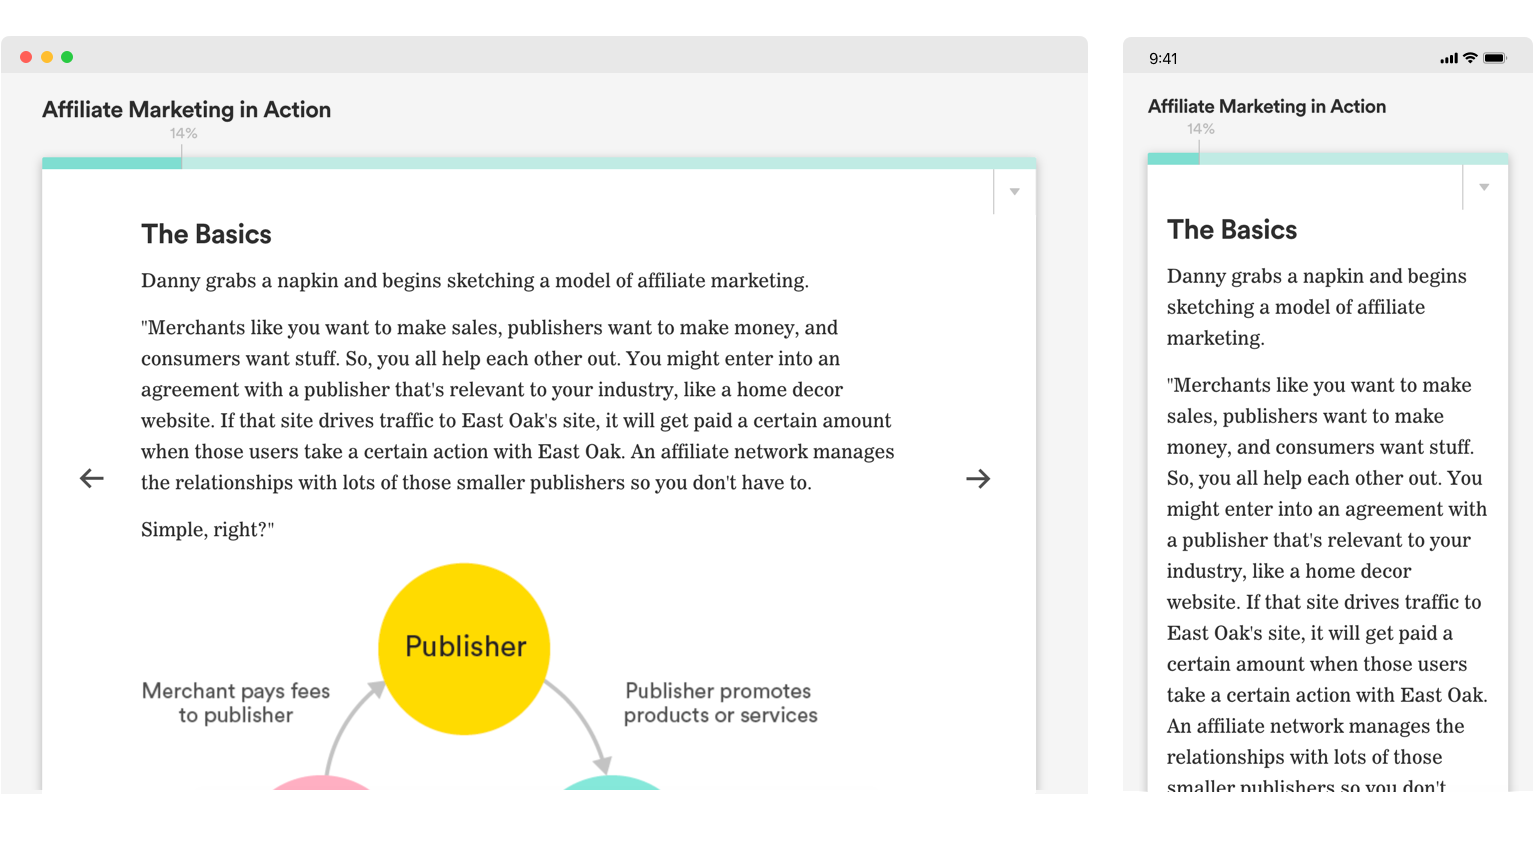 Affiliate Marketing in Action
14%
The Basics
Danny grabs a napkin and begins sketching a model of affiliate marketing.
"Merchants like you want to make sales, publishers want to make money, and
consumers want stuff. So, you all help each other out. You might enter into an
agreement with a publisher that's relevant to your industry, like a home decor
website. If that site drives traffic to East Oak's site, it will get paid a certain amount
when those users take a certain action with East Oak. An affiliate network manages
the relationships with lots of those smaller publishers so you don't have to.
Simple, right?"
Publisher
Merchant pays fees
to publisher
Publisher promotes
products or services
9:41
Affiliate Marketing in Action
14%
The Basics
Danny grabs a napkin and begins
sketching a model of affiliate
marketing.
"Merchants like you want to make
sales, publishers want to make
money, and consumers want stuff.
So, you all help each other out. You
might enter into an agreement with
a publisher that's relevant to your
industry, like a home decor
website. If that site drives traffic to
East Oak's site, it will get paid a
certain amount when those users
take a certain action with East Oak.
An affiliate network manages the
relationships with lots of those
smaller publishers so you don't